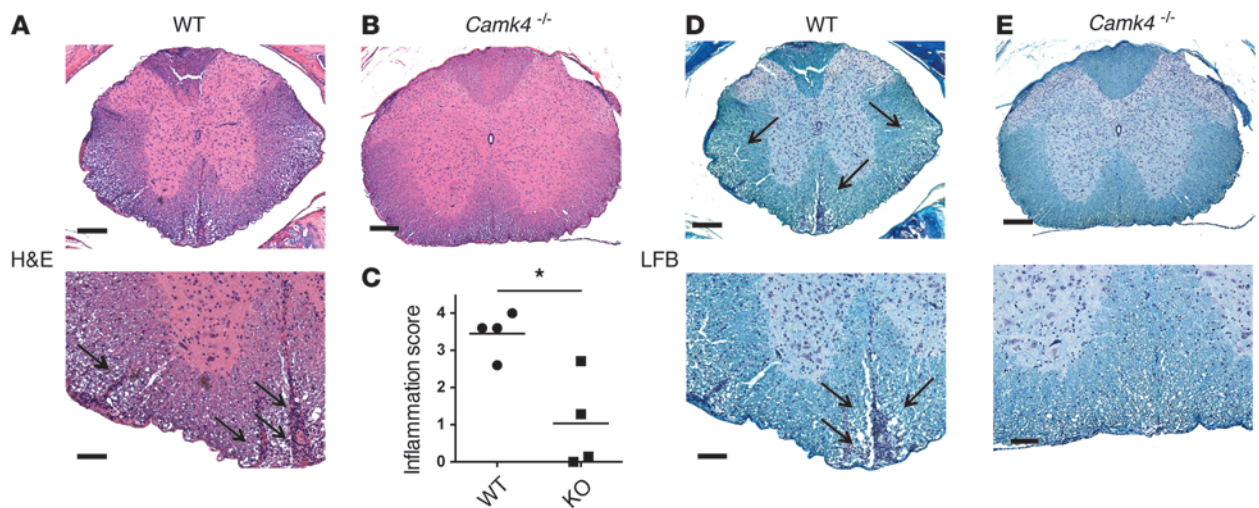 A WT B Camk4 -/- D WT E Camk4 -/-
H&E
C
*
LFB
Inflammation score
4
3
2
1
0
WT KO